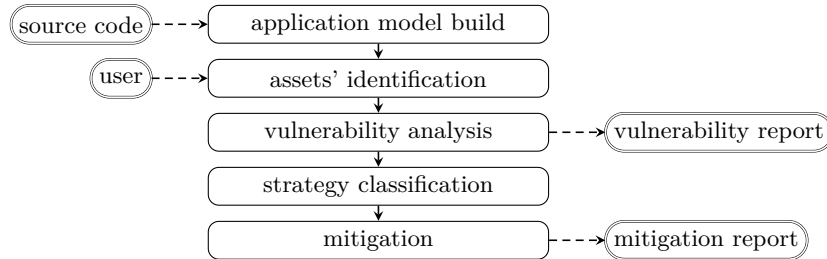 source code
application model build
user
assets' identification
vulnerability analysis
vulnerability report
strategy classification
mitigation
mitigation report